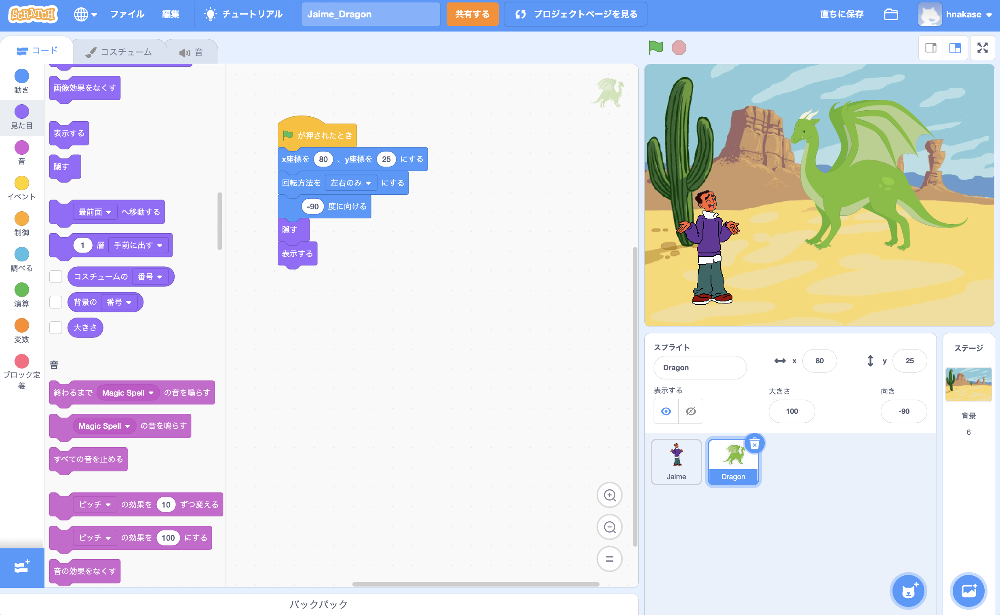 SCRATCH ファイル 編集 チュートリアル Jaime_Dragon 共有する プロジェクトページを見る 直ちに保存 hnakase
コード コスチューム 音
動き
見た目
音
イベント
制御
調べる
演算
変数
ブロック定
義
画像効果をなくす
表示する
隠す
最前面 へ移動する
1 層 手前に出す
コスチュームの 番号
背景の 番号
大きさ
音
終わるまで Magic Spell の音を鳴らす
Magic Spell の音を鳴らす
すべての音を止める
ピッチ の効果を 10 ずつ変える
ピッチ の効果を 100 にする
音の効果をなくす
が押されたとき
x座標を 80 、y座標を 25 にする
回転方法を 左右のみ にする
-90 度に向ける
隠す
表示する
バックパック
スプライト
Dragon x 80 y 25
表示する 大きさ 向き
100 -90
Jaime Dragon
ステージ
背景
6